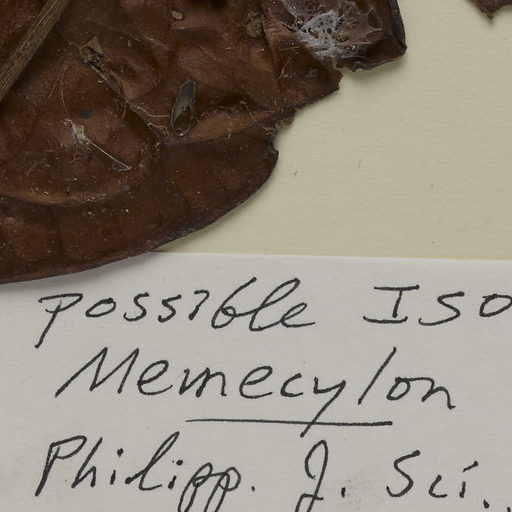 possible ISO
Memecylon
Philipp. J. Sci.